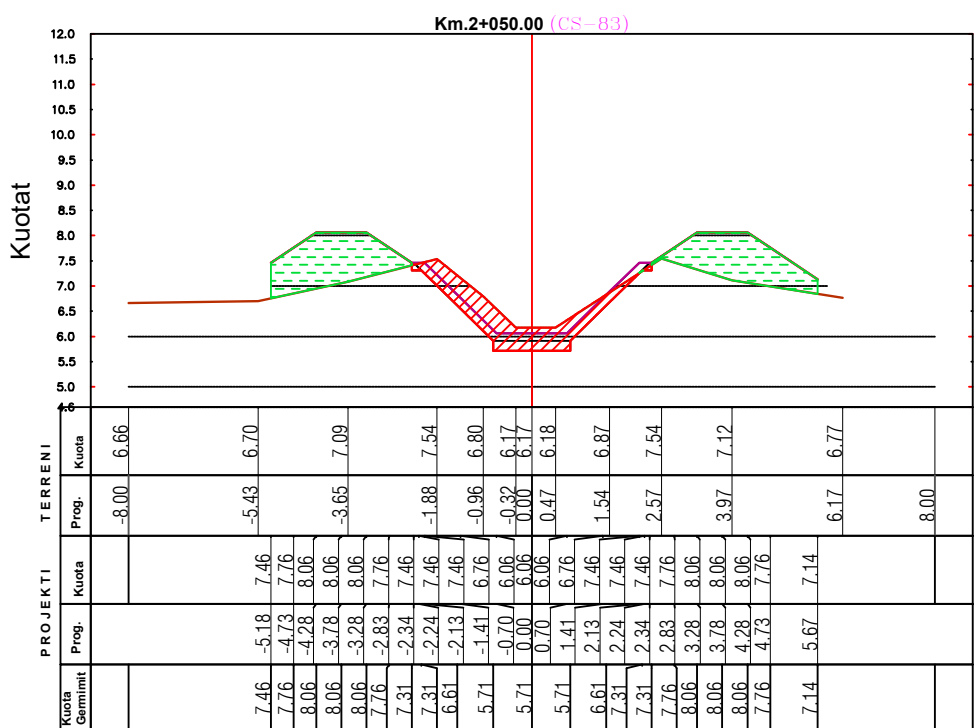 Km.2+050.00 (CS-83)
Kuotat
12.0
11.5
11.0
10.5
10.0
9.5
9.0
8.5
8.0
7.5
7.0
6.5
6.0
5.5
5.0
4.6
TERRENI
Kuota
6.66 6.70 7.09 7.54 6.80 6.17 6.17 6.18 6.87 7.54 7.12 6.77
Prog.
-8.00 -5.43 -3.65 -1.88 -0.96 -0.32 0.00 0.47 1.54 2.57 3.97 6.17 8.00
PROJEKTI
Kuota
7.46 7.76 8.06 8.06 8.06 7.76 7.46 7.46 7.46 6.76 6.06 6.06 6.06 6.76 7.46 7.46 7.46 7.76 8.06 8.06 8.06 7.76 7.14
Prog.
-5.18 -4.73 -4.28 -3.78 -3.28 -2.83 -2.34 -2.24 -2.13 -1.41 -0.70 0.00 0.70 1.41 2.13 2.24 2.34 2.83 3.28 3.78 4.28 4.73 5.67
Kuota
Germimit
7.46 7.76 8.06 8.06 8.06 7.76 7.31 7.31 6.61 5.71 5.71 5.71 6.61 7.31 7.31 7.76 8.06 8.06 8.06 7.76 7.14